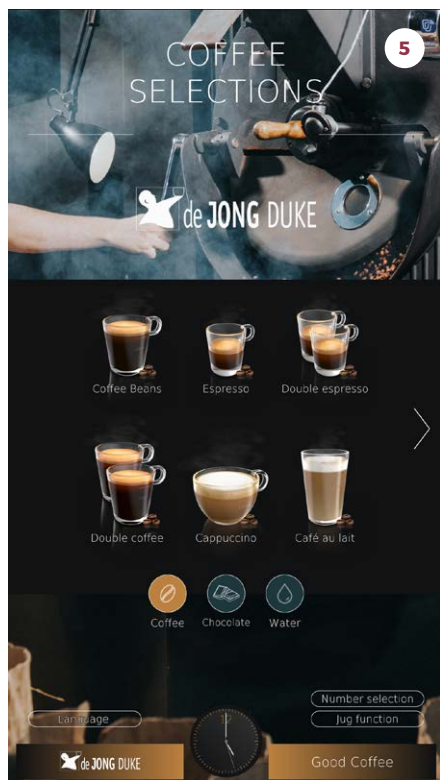 5
COFFEE
SELECTIONS
de JONG DUKE
Coffee Beans
Espresso
Double espresso
Double coffee
Cappuccino
Café au lait
Coffee
Chocolate
Water
Number selection
Language
Jug function
12
de JONG DUKE
Good Coffee